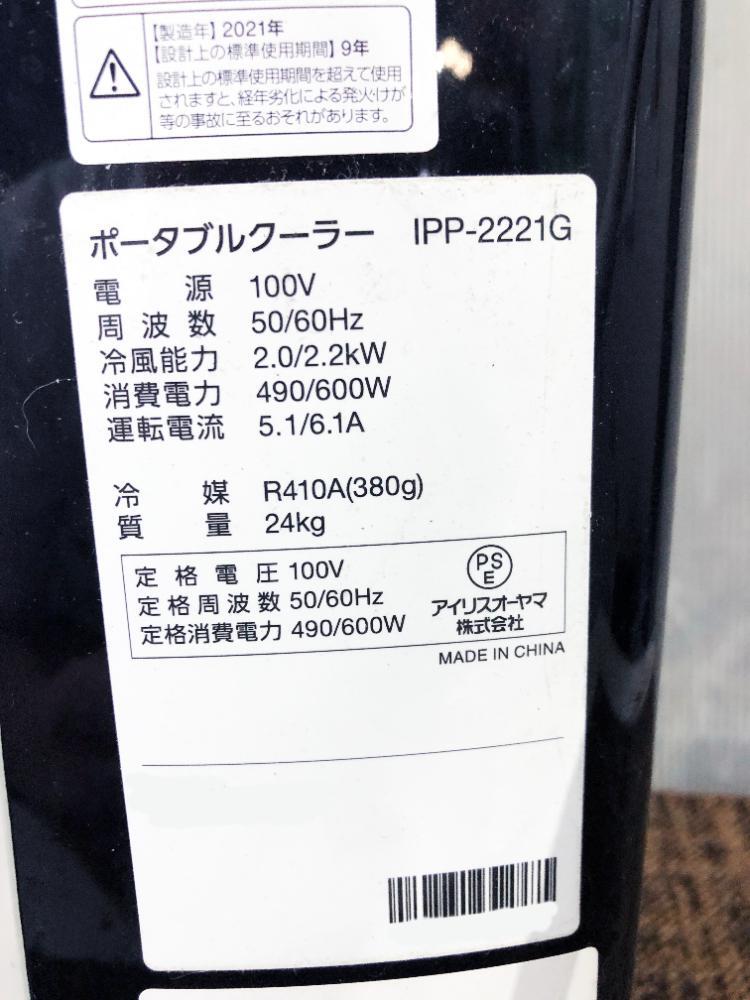 【製造年】2021年
【設計上の標準使用期間】9年
設計上の標準使用期間を超えて使用
されますと、経年劣化による発火・けが
等の事故に至るおそれがあります。
ポータブルクーラー IPP-2221G
電源 100V
周波数 50/60Hz
冷風能力 2.0/2.2kW
消費電力 490/600W
運転電流 5.1/6.1A
冷媒 R410A(380g)
質量 24kg
定格電圧 100V
定格周波数 50/60Hz
定格消費電力 490/600W
PS
E
アイリスオーヤマ
株式会社
MADE IN CHINA